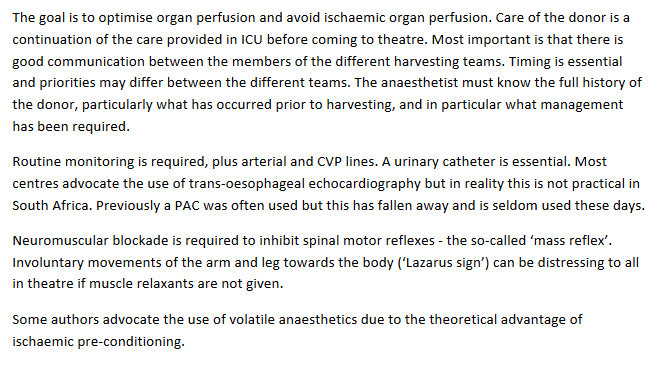 The goal is to optimise organ perfusion and avoid ischaemic organ perfusion. Care of the donor is a
continuation of the care provided in ICU before coming to theatre. Most important is that there is
good communication between the members of the different harvesting teams. Timing is essential
and priorities may differ between the different teams. The anaesthetist must know the full history of
the donor, particularly what has occurred prior to harvesting, and in particular what management
has been required.
Routine monitoring is required, plus arterial and CVP lines. A urinary catheter is essential. Most
centres advocate the use of trans-oesophageal echocardiography but in reality this is not practical in
South Africa. Previously a PAC was often used but this has fallen away and is seldom used these days.
Neuromuscular blockade is required to inhibit spinal motor reflexes - the so-called ‘mass reflex’.
Involuntary movements of the arm and leg towards the body (‘Lazarus sign’) can be distressing to all
in theatre if muscle relaxants are not given.
Some authors advocate the use of volatile anaesthetics due to the theoretical advantage of
ischaemic pre-conditioning.